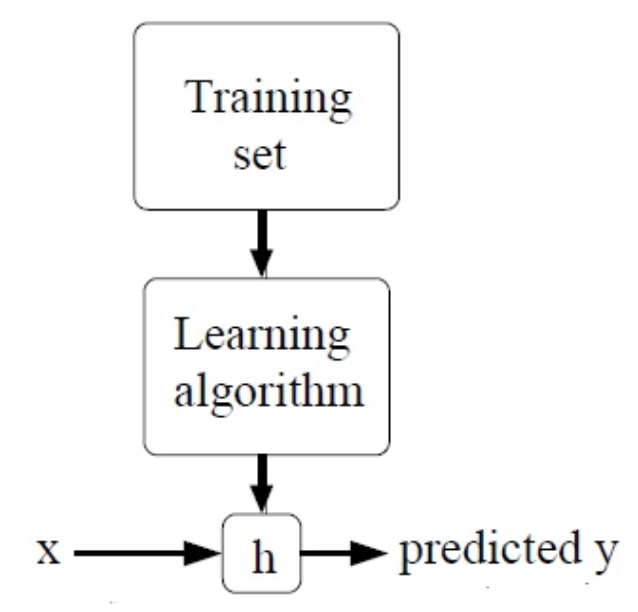 Training
set
Learning
algorithm
x
h
predicted y